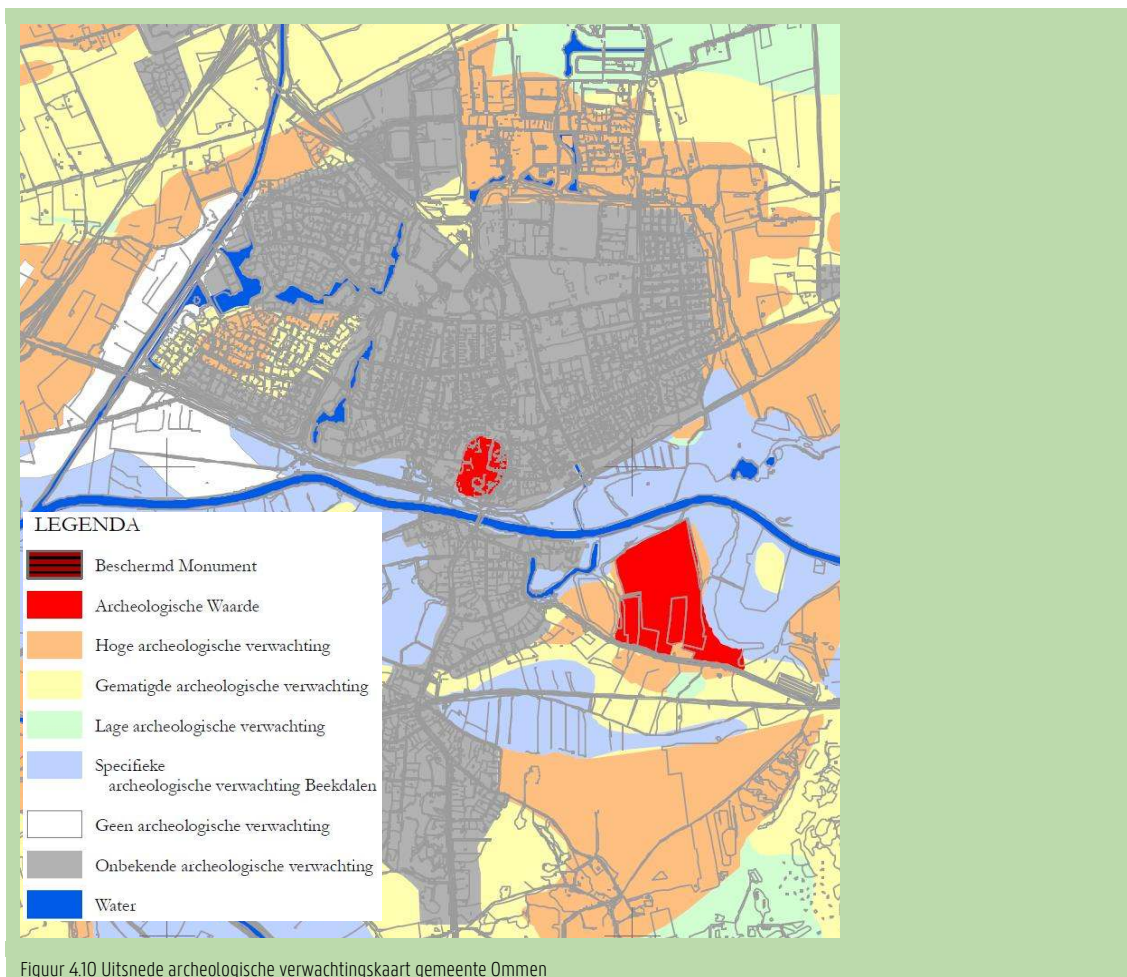 LEGENDA
Beschermd Monument
Archeologische Waarde
Hoge archeologische verwachting
Gematigde archeologische verwachting
Lage archeologische verwachting
Specifieke
archeologische verwachting Beekdalen
Geen archeologische verwachting
Onbekende archeologische verwachting
Water
Figuur 4.10 Uitsnede archeologische verwachtingskaart gemeente Ommen